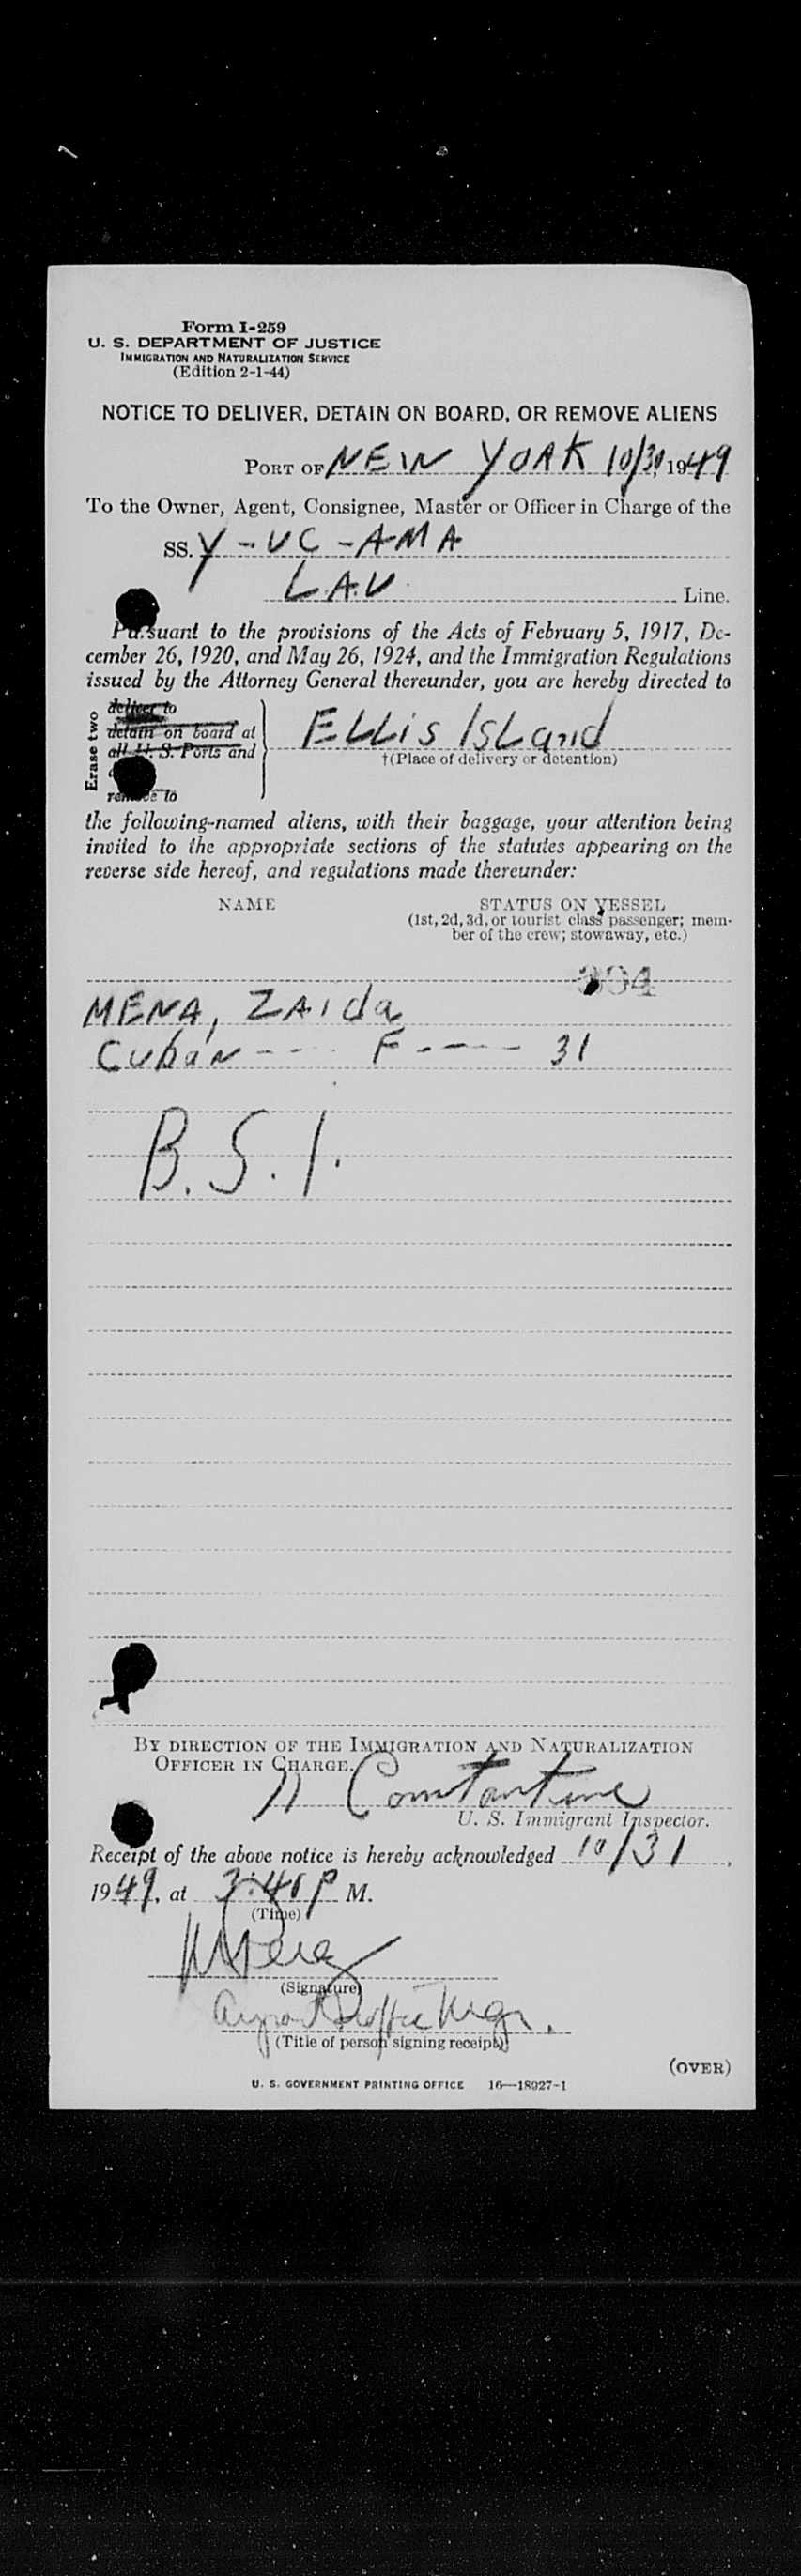 Form I-259
U. S. DEPARTMENT OF JUSTICE
IMMIGRATION AND NATURALIZATION SERVICE
(Edition 2-1-44)
NOTICE TO DELIVER, DETAIN ON BOARD, OR REMOVE ALIENS
PORT OF NEW YORK 10/30, 1949
To the Owner, Agent, Consignee, Master or Officer in Charge of the
SS. Y-VC-AMA
L.A.V. Line.
Pursuant to the provisions of the Acts of February 5, 1917, De-
cember 26, 1920, and May 26, 1924, and the Immigration Regulations
issued by the Attorney General thereunder, you are hereby directed to
Erase two
deliver to
detain on board at
all U. S. Ports and
remove to
ELLIS ISLand
†(Place of delivery or detention)
the following-named aliens, with their baggage, your attention being
invited to the appropriate sections of the statutes appearing on the
reverse side hereof, and regulations made thereunder:
NAME STATUS ON VESSEL
(1st, 2d, 3d, or tourist class passenger; mem-
ber of the crew; stowaway, etc.)
MENA, ZAIda
Cuban --- F ---- 31
B.S.I.
BY DIRECTION OF THE IMMIGRATION AND NATURALIZATION
OFFICER IN CHARGE.
Constantine
U. S. Immigrant Inspector.
Receipt of the above notice is hereby acknowledged 10/31,
1949, at P M.
(Time)
(Signature)
Mgr.
(Title of person signing receipt)
(OVER)
U. S. GOVERNMENT PRINTING OFFICE 16—18927-1